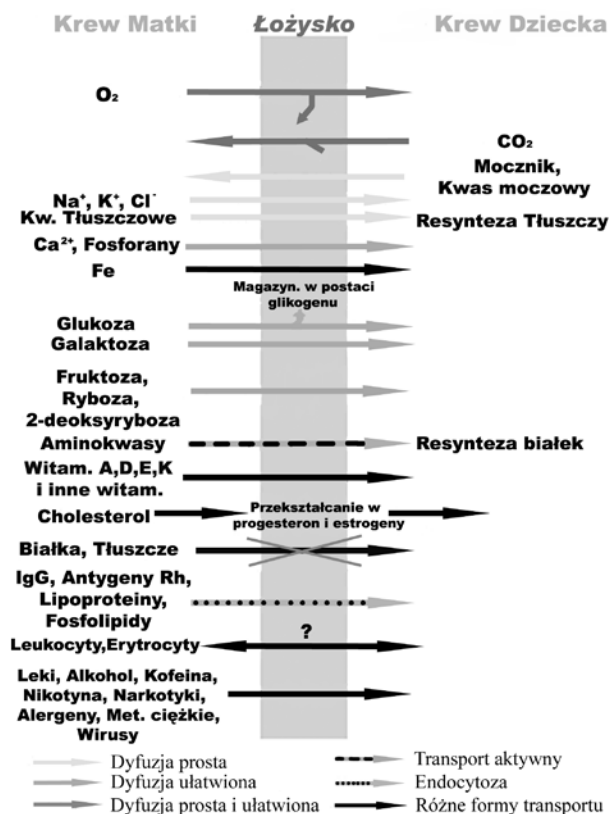 Krew Matki Łożysko Krew Dziecka
O₂
CO₂
Mocznik,
Kwas moczowy
Na⁺, K⁺, Cl⁻
Kw. Tłuszczowe
Resynteza Tłuszczy
Ca²⁺, Fosforany
Fe
Magazyn. w postaci
glikogenu
Glukoza
Galaktoza
Fruktoza,
Ryboza,
2-deoksyryboza
Aminokwasy
Resynteza białek
Witam. A,D,E,K
i inne witam.
Cholesterol
Przekształcanie w
progesteron i estrogeny
Białka, Tłuszcze
IgG, Antygeny Rh,
Lipoproteiny,
Fosfolipidy
?
Leukocyty,Erytrocyty
Leki, Alkohol, Kofeina,
Nikotyna, Narkotyki,
Alergeny, Met. ciężkie,
Wirusy
Dyfuzja prosta
Dyfuzja ułatwiona
Dyfuzja prosta i ułatwiona
Transport aktywny
Endocytoza
Różne formy transportu